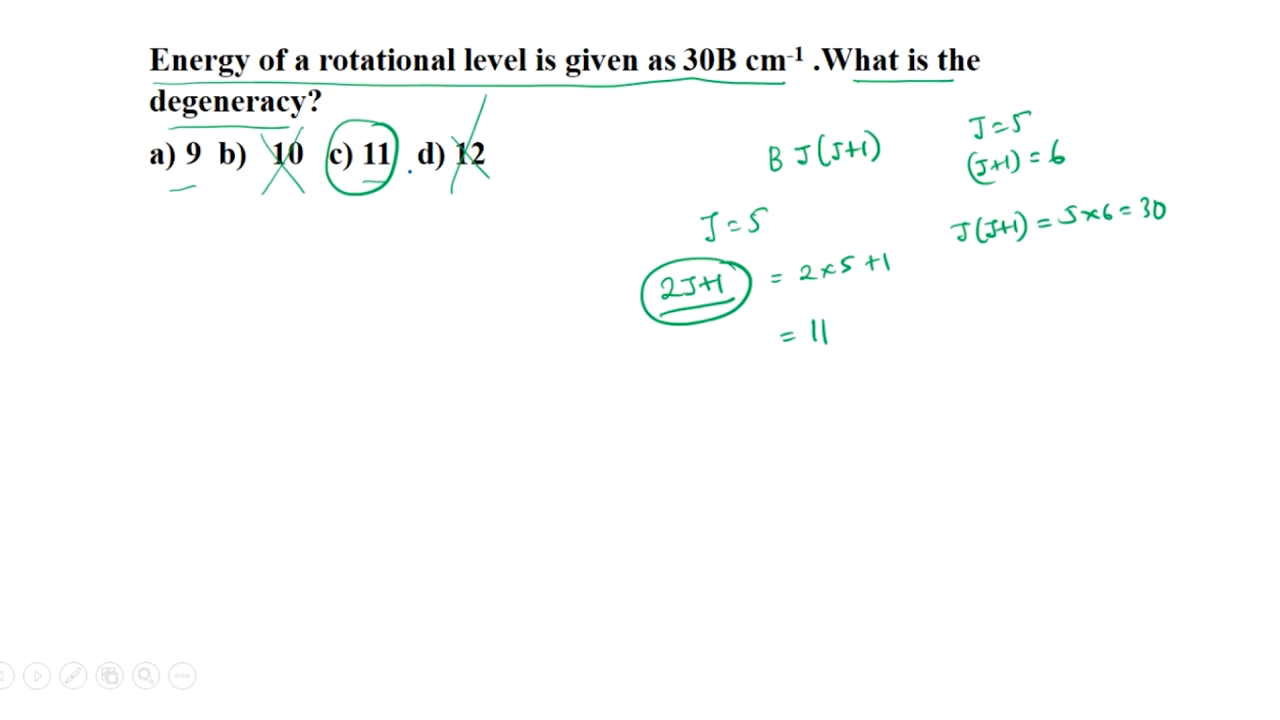 Energy of a rotational level is given as 30B cm⁻¹ .What is the
degeneracy?
a) 9 b) 10 c) 11 . d) 12
B J(J+1)
J=5
(J+1) = 6
J(J+1) = 5×6 = 30
J=5
2J+1 = 2×5+1
= 11